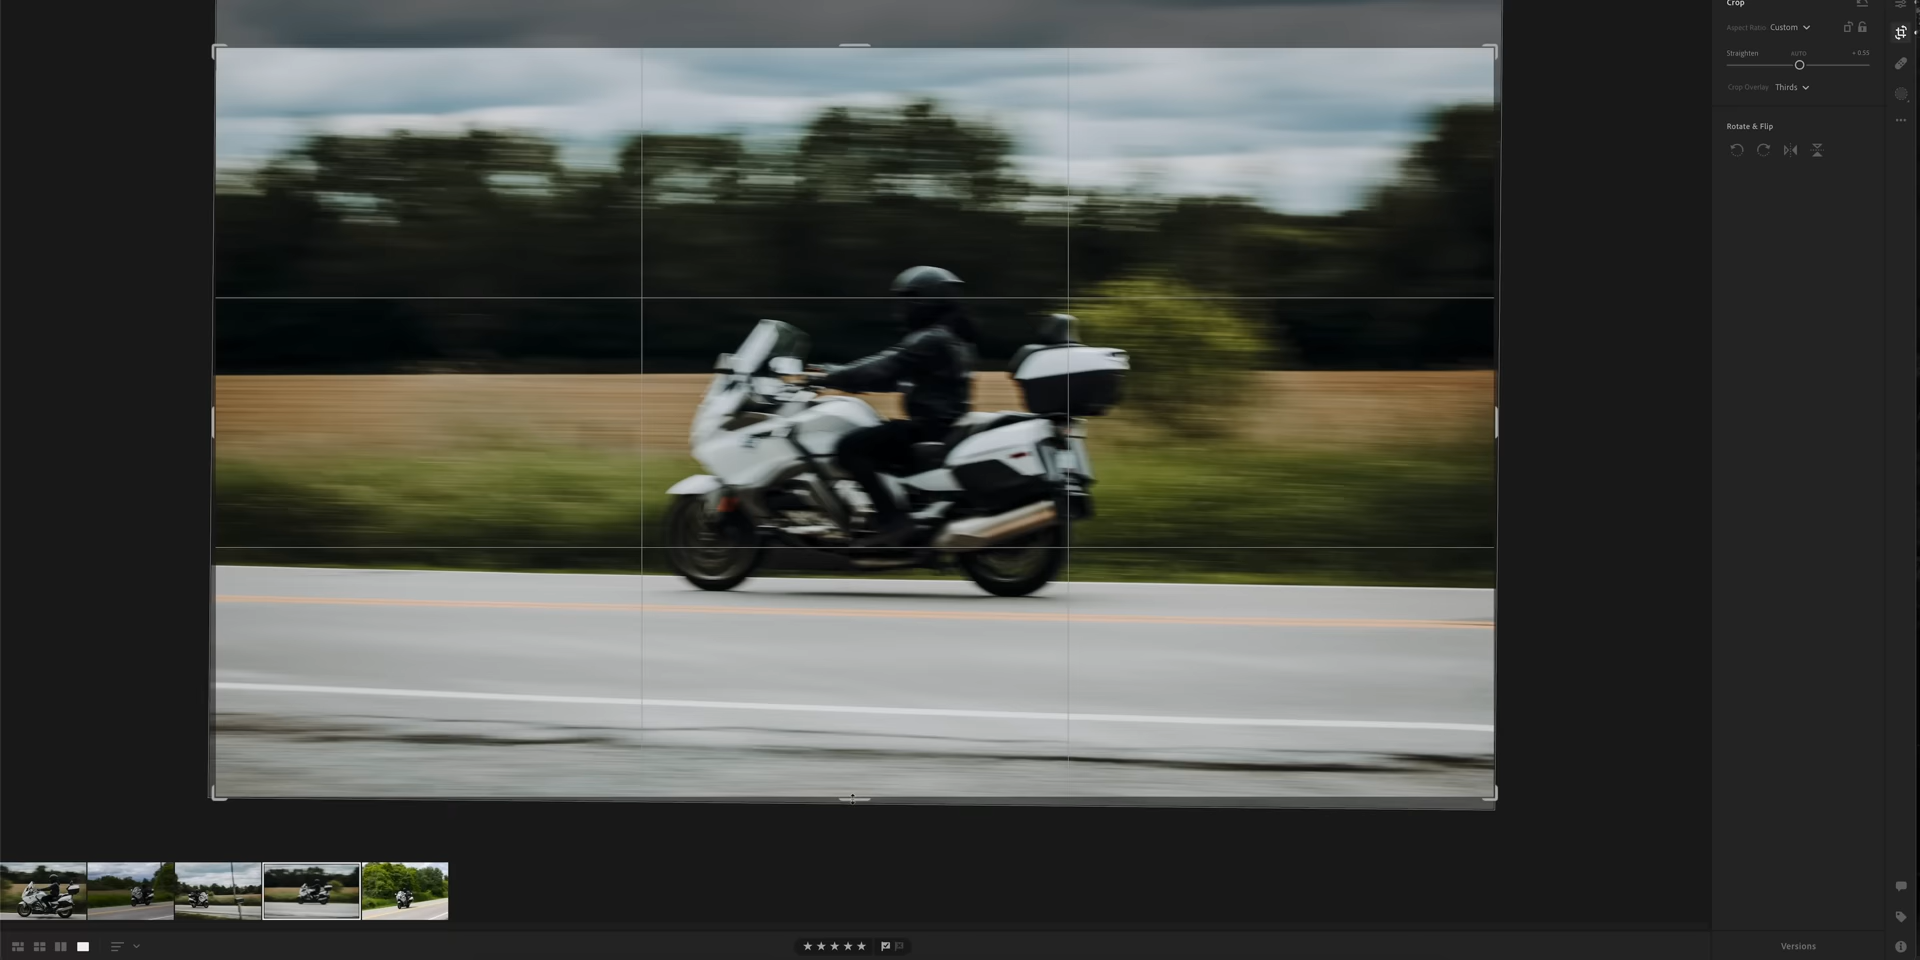 Crop
Aspect Ratio Custom
Straighten AUTO + 0.55
Crop Overlay Thirds
Rotate & Flip
Versions